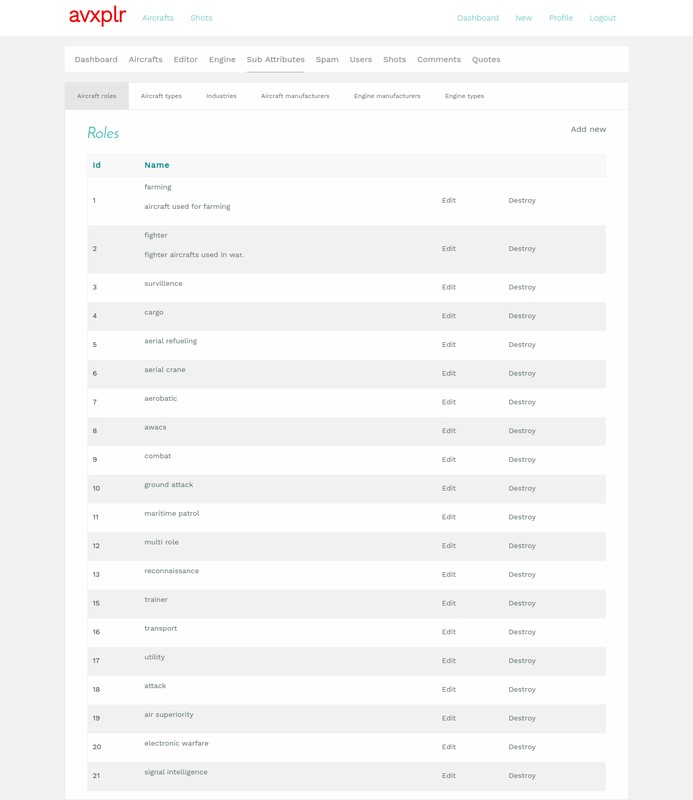 avxplr Aircrafts Shots Dashboard New Profile Logout
Dashboard Aircrafts Editor Engine Sub Attributes Spam Users Shots Comments Quotes
Aircraft roles Aircraft types Industries Aircraft manufacturers Engine manufacturers Engine types
Roles Add new
Id Name
farming
1 Edit Destroy
aircraft used for farming
fighter
2 Edit Destroy
fighter aircrafts used in war.
3 survillence Edit Destroy
4 cargo Edit Destroy
5 aerial refueling Edit Destroy
6 aerial crane Edit Destroy
7 aerobatic Edit Destroy
8 awacs Edit Destroy
9 combat Edit Destroy
10 ground attack Edit Destroy
11 maritime patrol Edit Destroy
12 multi role Edit Destroy
13 reconnaissance Edit Destroy
15 trainer Edit Destroy
16 transport Edit Destroy
17 utility Edit Destroy
18 attack Edit Destroy
19 air superiority Edit Destroy
20 electronic warfare Edit Destroy
21 signal intelligence Edit Destroy